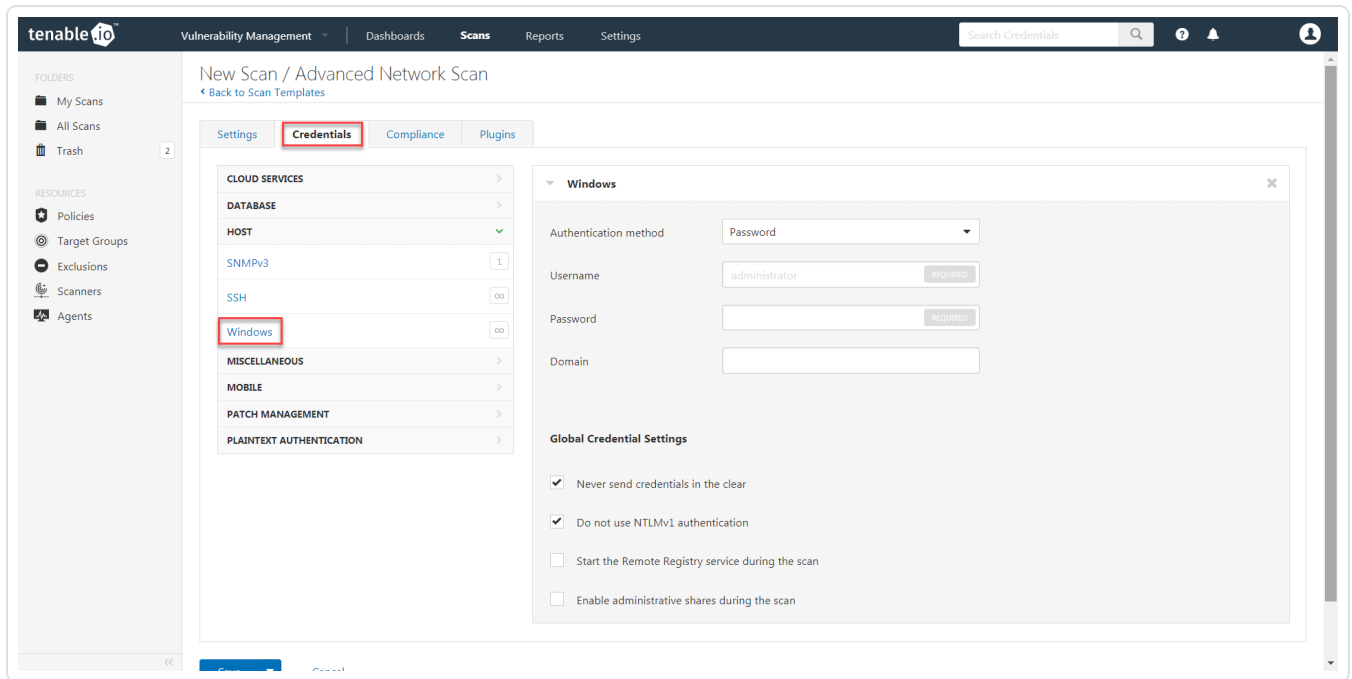 tenable.io™
Vulnerability Management
Dashboards
Scans
Reports
Settings
Search Credentials
FOLDERS
My Scans
All Scans
Trash
2
RESOURCES
Policies
Target Groups
Exclusions
Scanners
Agents
New Scan / Advanced Network Scan
Back to Scan Templates
Settings
Credentials
Compliance
Plugins
CLOUD SERVICES
DATABASE
HOST
SNMPv3
1
SSH
∞
Windows
∞
MISCELLANEOUS
MOBILE
PATCH MANAGEMENT
PLAINTEXT AUTHENTICATION
Windows
Authentication method
Password
Username
administrator
REQUIRED
Password
REQUIRED
Domain
Global Credential Settings
Never send credentials in the clear
Do not use NTLMv1 authentication
Start the Remote Registry service during the scan
Enable administrative shares during the scan
Save
Cancel